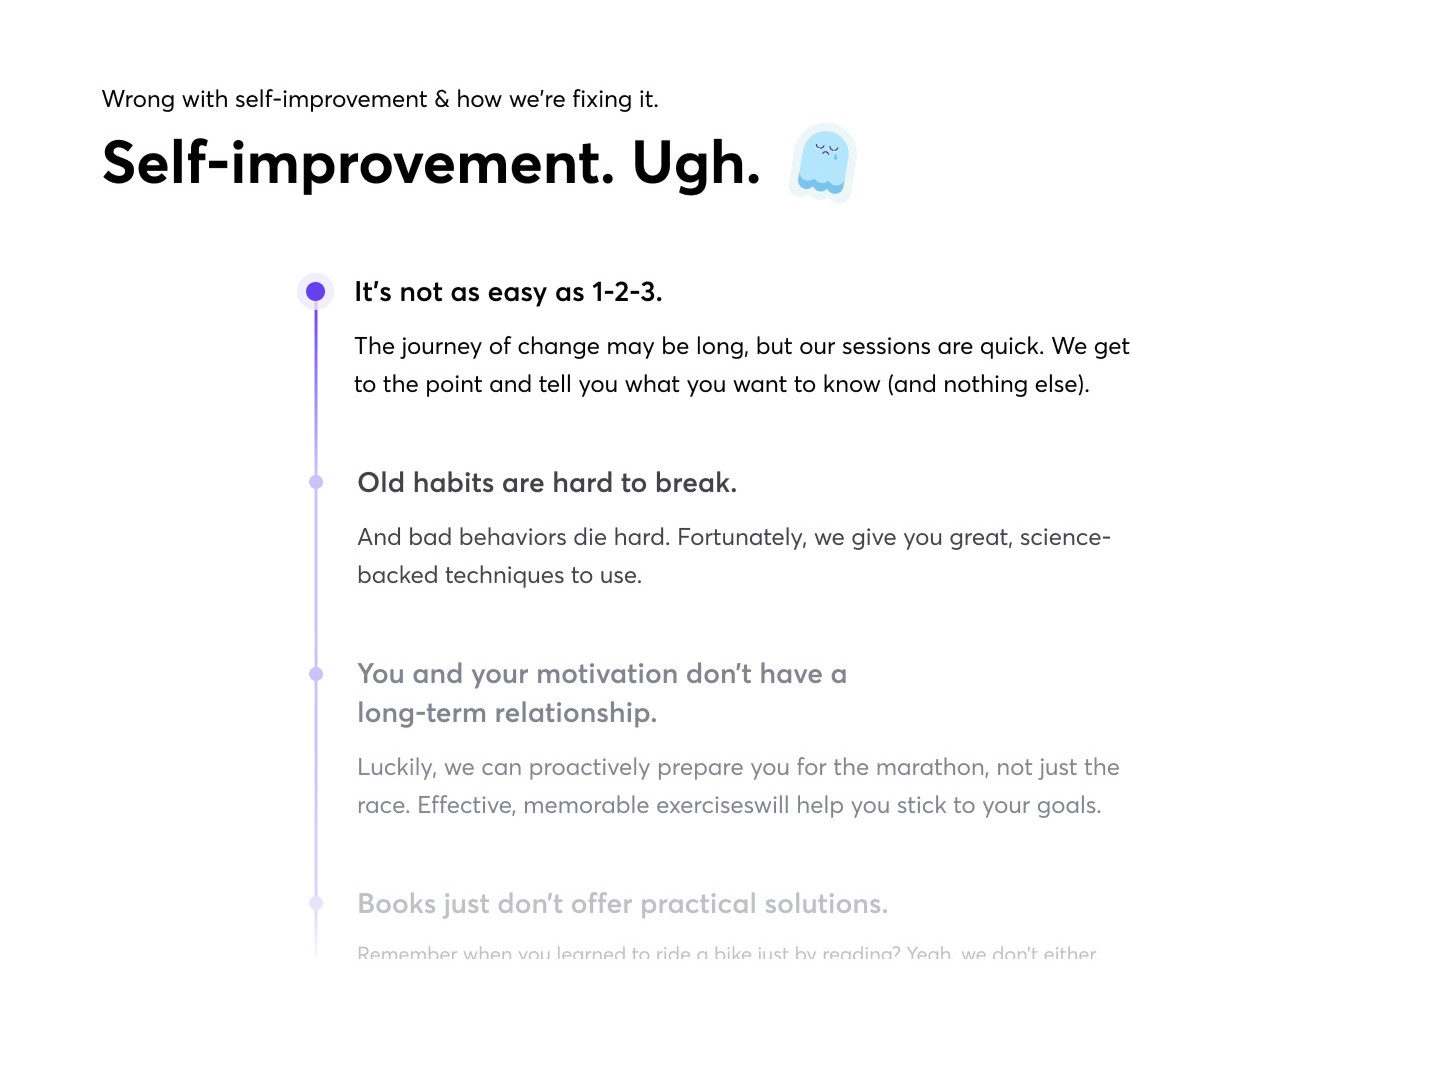 Wrong with self-improvement & how we're fixing it.
Self-improvement. Ugh.
It's not as easy as 1-2-3.
The journey of change may be long, but our sessions are quick. We get
to the point and tell you what you want to know (and nothing else).
Old habits are hard to break.
And bad behaviors die hard. Fortunately, we give you great, science-
backed techniques to use.
You and your motivation don't have a
long-term relationship.
Luckily, we can proactively prepare you for the marathon, not just the
race. Effective, memorable exerciseswill help you stick to your goals.
Books just don't offer practical solutions.
Remember when you learned to ride a bike just by reading? Yeah, we don't either